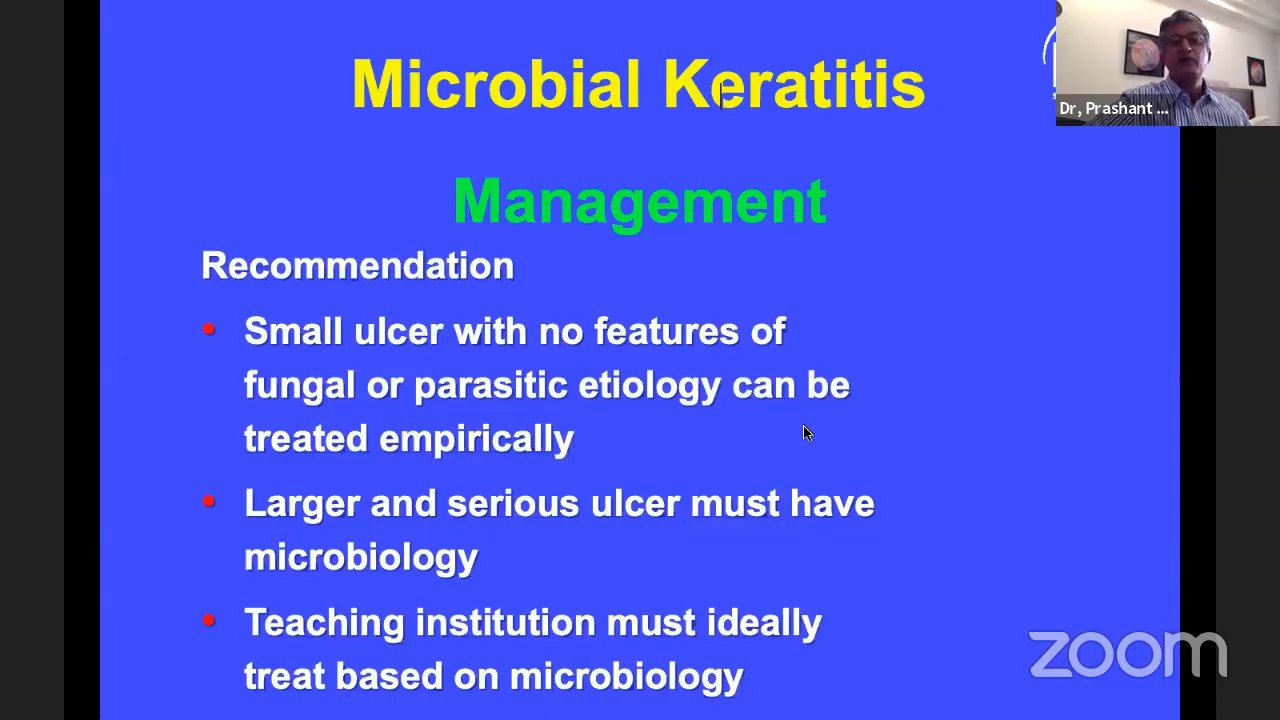 Microbial Keratitis
Dr, Prashant ...
Management
Recommendation
• Small ulcer with no features of
fungal or parasitic etiology can be
treated empirically
• Larger and serious ulcer must have
microbiology
• Teaching institution must ideally
treat based on microbiology
zoom